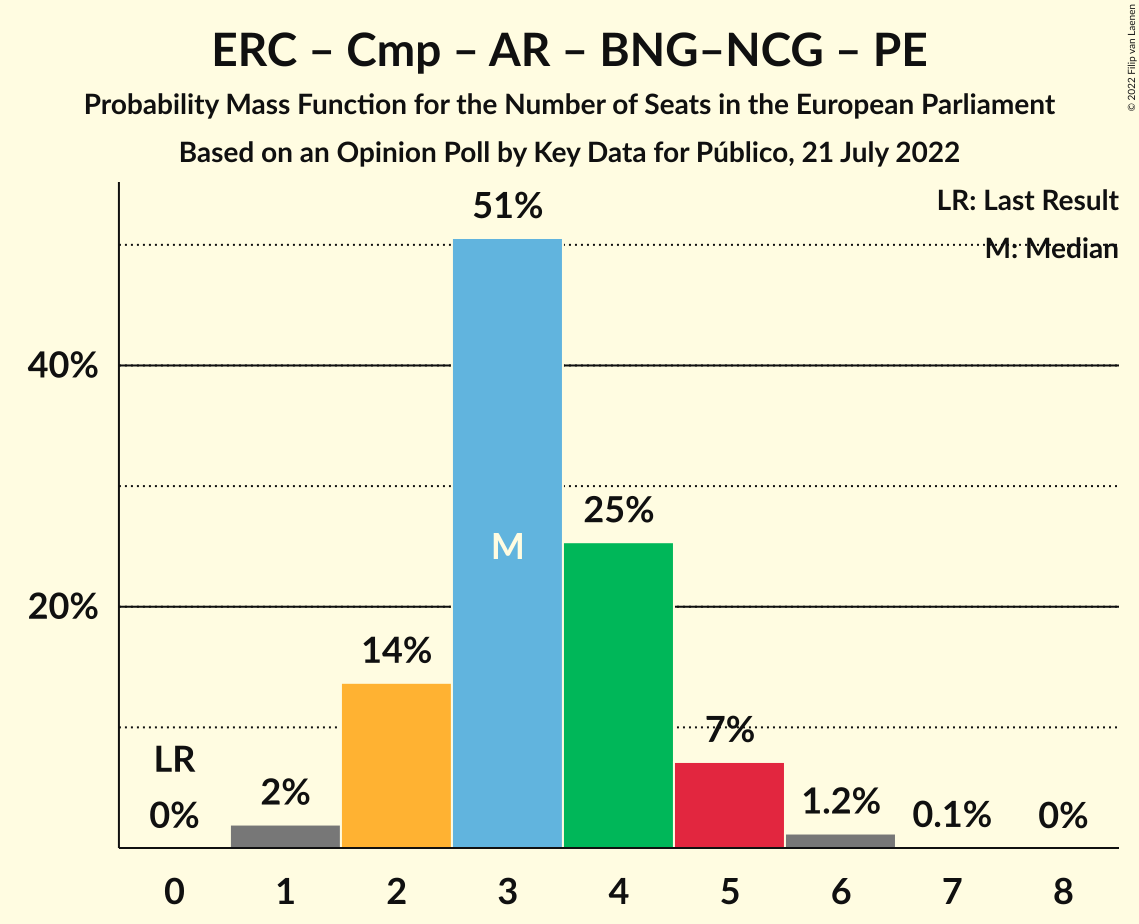 ERC – Cmp – AR – BNG–NCG – PE
Probability Mass Function for the Number of Seats in the European Parliament
Based on an Opinion Poll by Key Data for Público, 21 July 2022
© 2022 Filip van Laenen
LR: Last Result
M: Median
51%
40%
25%
M
20%
14%
7%
LR
2%
1.2%
0%
0.1%
0%
0 1 2 3 4 5 6 7 8